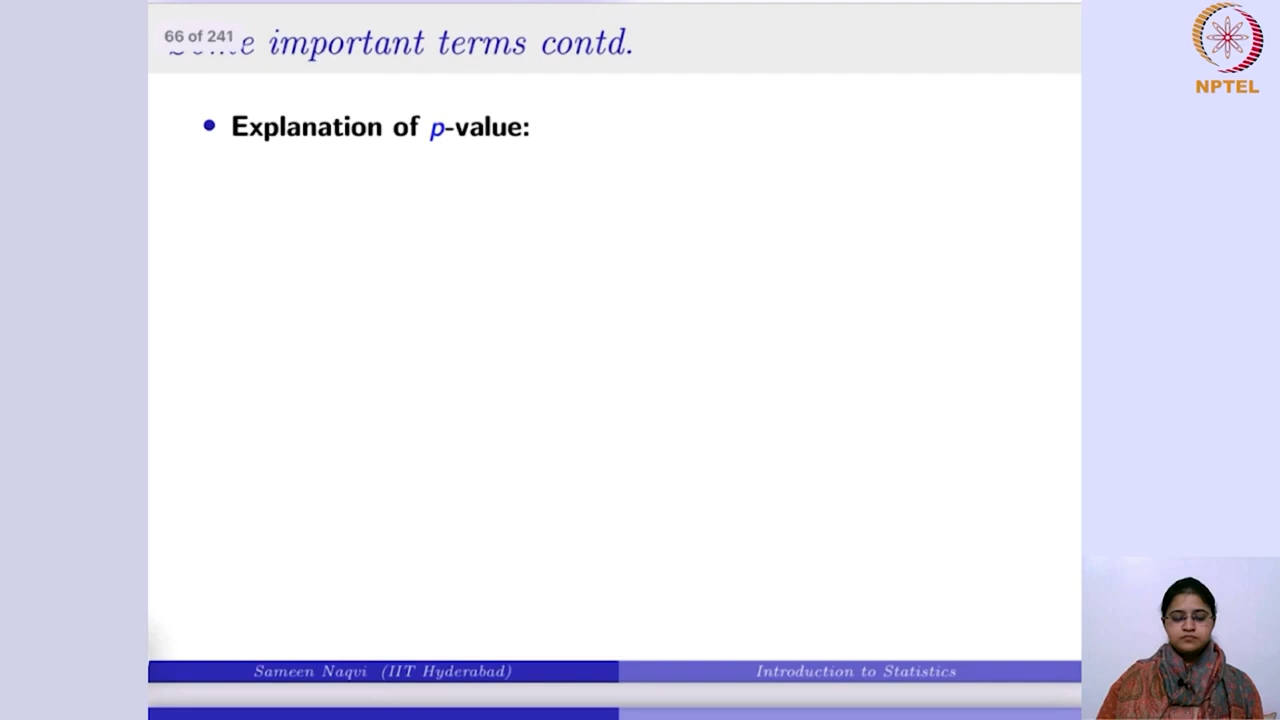 66 of 241
important terms contd.
NPTEL
• Explanation of p-value:
Sameen Naqvi (IIT Hyderabad)
Introduction to Statistics